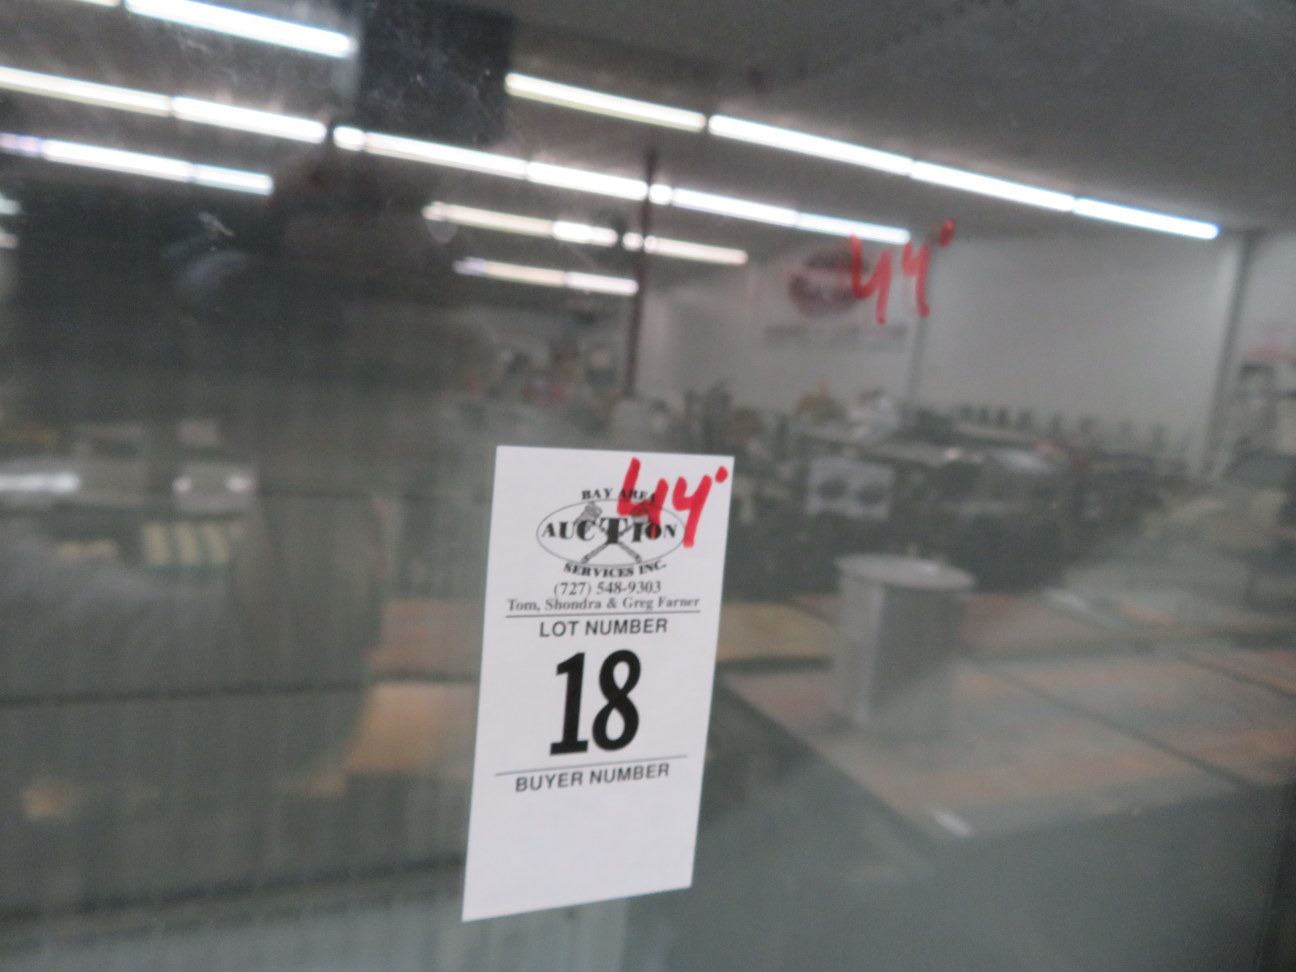 44°
44°
BAY AREA
AUCTION
SERVICES INC.
(727) 548-9303
Tom, Shondra & Greg Farner
LOT NUMBER
18
BUYER NUMBER